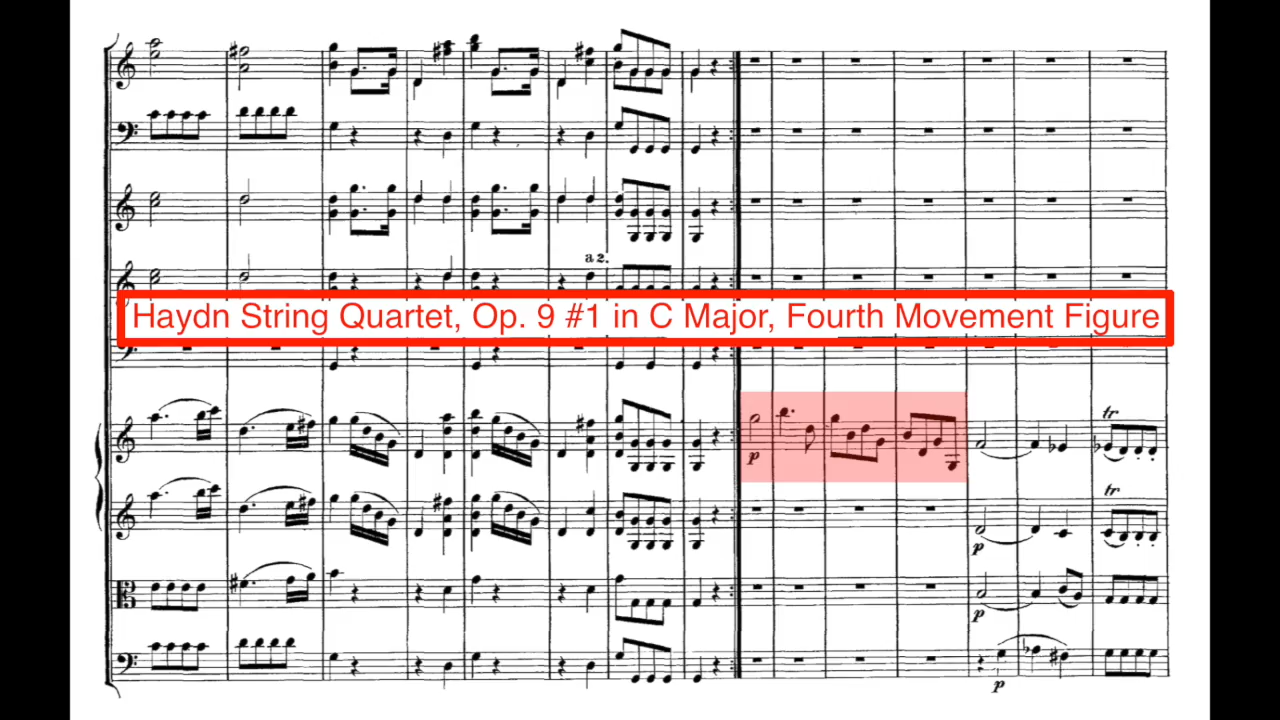 a 2.
Haydn String Quartet, Op. 9 #1 in C Major, Fourth Movement Figure
p
tr
tr
p
p
p